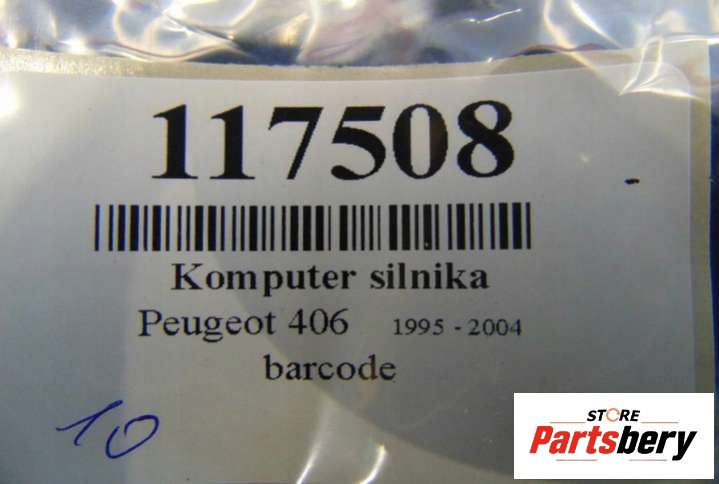 117508
Komputer silnika
Peugeot 406 1995 - 2004
barcode
10
STORE
Partsbery